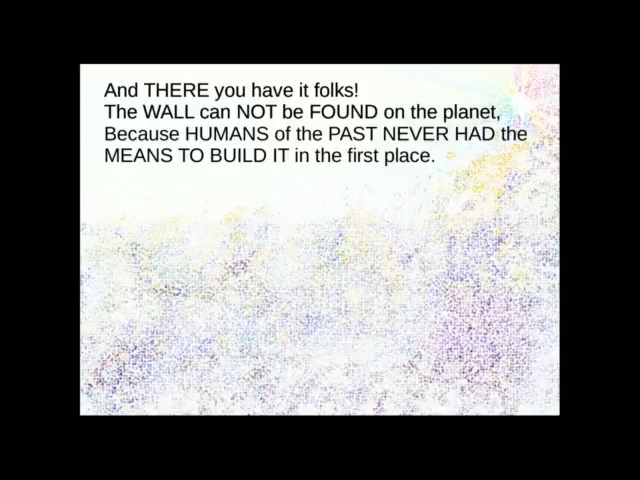 And THERE you have it folks!
The WALL can NOT be FOUND on the planet,
Because HUMANS of the PAST NEVER HAD the
MEANS TO BUILD IT in the first place.